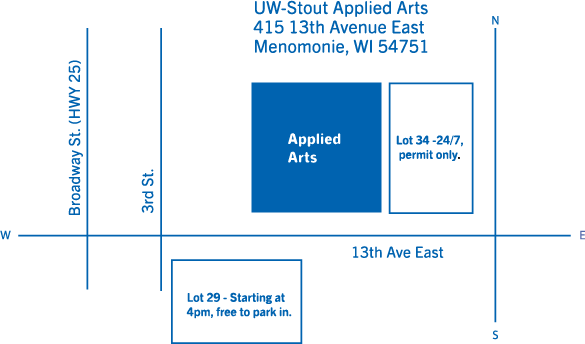 UW-Stout Applied Arts
415 13th Avenue East
Menomonie, WI 54751
N
Broadway St. (HWY 25)
3rd St.
Applied
Arts
Lot 34 -24/7,
permit only.
W
E
13th Ave East
Lot 29 - Starting at
4pm, free to park in.
S